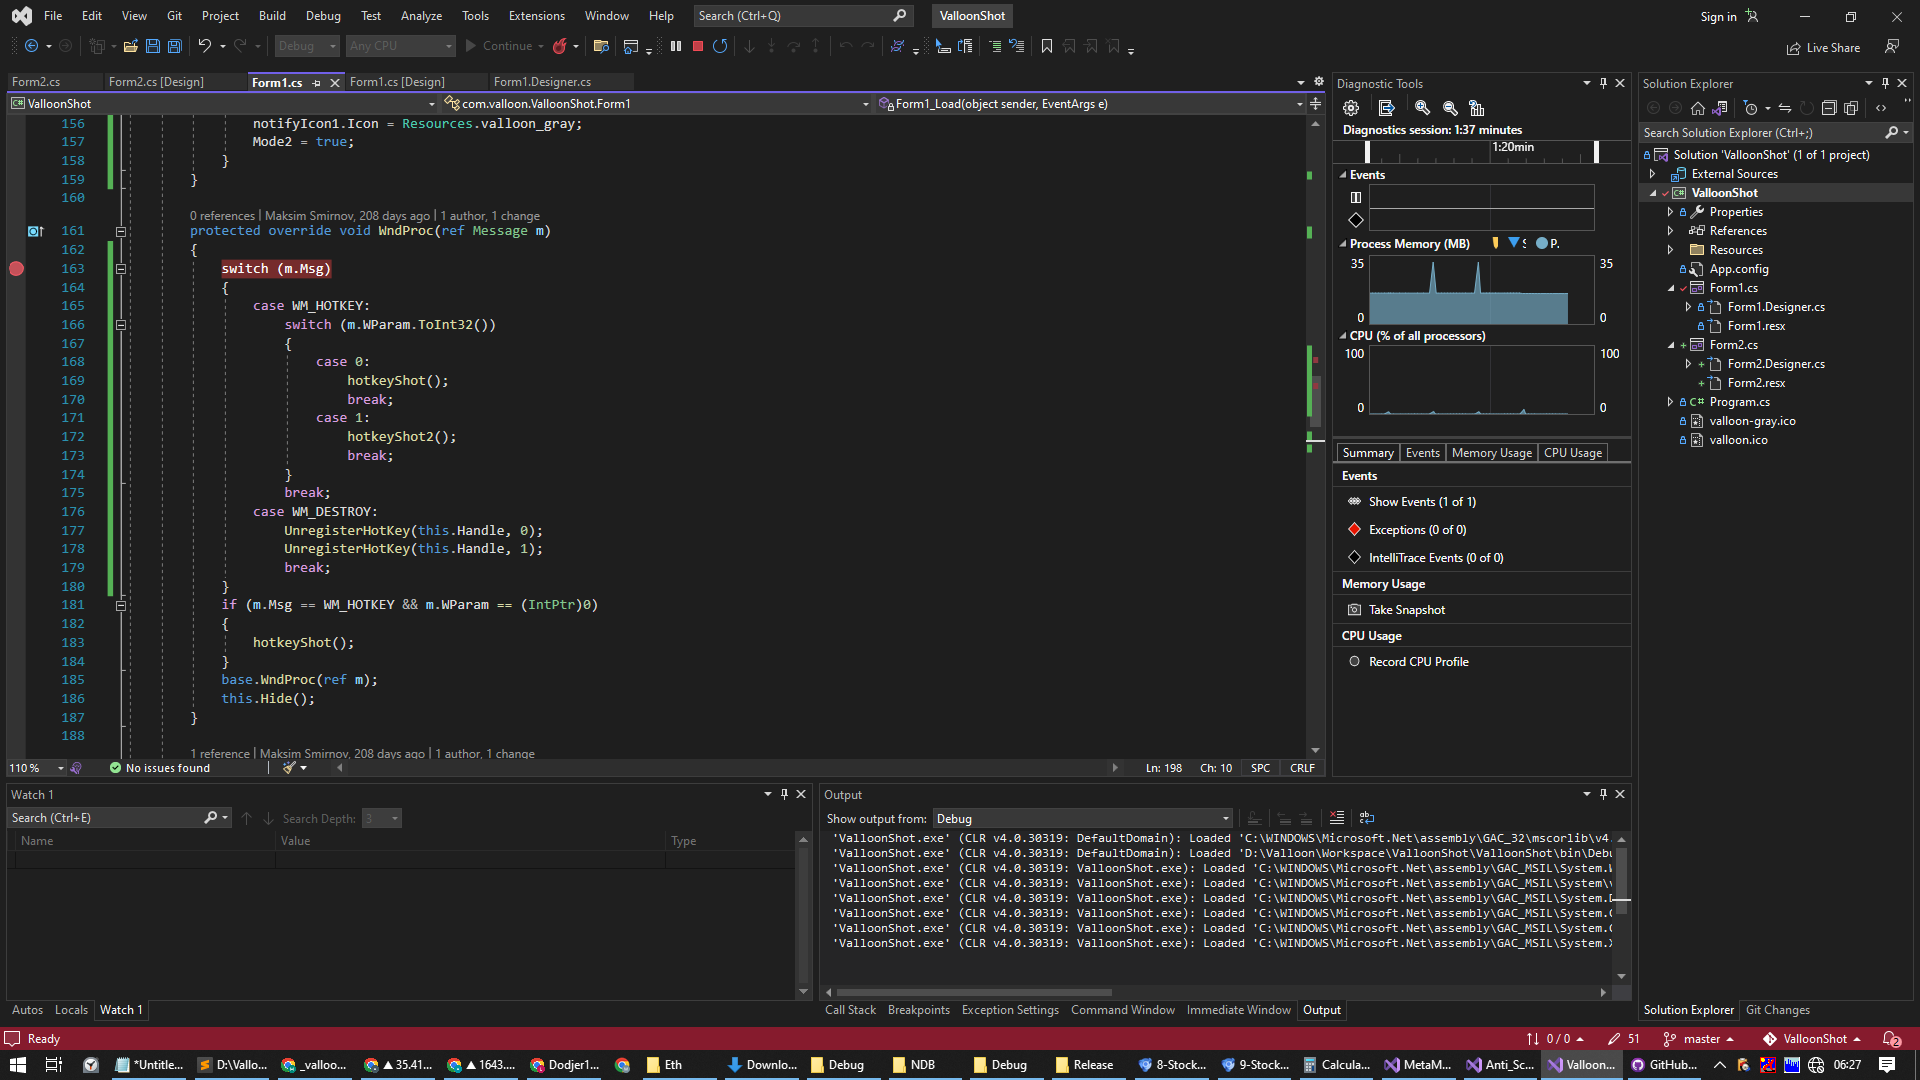 File Edit View Git Project Build Debug Test Analyze Tools Extensions Window Help Search (Ctrl+Q) ValloonShot Sign in
Debug Any CPU Continue Live Share
Form2.cs Form2.cs [Design] Form1.cs Form1.cs [Design] Form1.Designer.cs
ValloonShot com.valloon.ValloonShot.Form1 Form1_Load(object sender, EventArgs e)
156 notifyIcon1.Icon = Resources.valloon_gray;
157 Mode2 = true;
158 }
159 }
160
0 references | Maksim Smirnov, 208 days ago | 1 author, 1 change
161 protected override void WndProc(ref Message m)
162 {
163 switch (m.Msg)
164 {
165 case WM_HOTKEY:
166 switch (m.WParam.ToInt32())
167 {
168 case 0:
169 hotkeyShot();
170 break;
171 case 1:
172 hotkeyShot2();
173 break;
174 }
175 break;
176 case WM_DESTROY:
177 UnregisterHotKey(this.Handle, 0);
178 UnregisterHotKey(this.Handle, 1);
179 break;
180 }
181 if (m.Msg == WM_HOTKEY && m.WParam == (IntPtr)0)
182 {
183 hotkeyShot();
184 }
185 base.WndProc(ref m);
186 this.Hide();
187 }
188
1 reference | Maksim Smirnov, 208 days ago | 1 author, 1 change
110 % No issues found Ln: 198 Ch: 10 SPC CRLF
Diagnostic Tools
Diagnostics session: 1:37 minutes
1:20min
Events
Process Memory (MB) P.
35 35
0 0
CPU (% of all processors)
100 100
0 0
Summary Events Memory Usage CPU Usage
Events
Show Events (1 of 1)
Exceptions (0 of 0)
IntelliTrace Events (0 of 0)
Memory Usage
Take Snapshot
CPU Usage
Record CPU Profile
Solution Explorer
Search Solution Explorer (Ctrl+;)
Solution 'ValloonShot' (1 of 1 project)
External Sources
ValloonShot
Properties
References
Resources
App.config
Form1.cs
Form1.Designer.cs
Form1.resx
Form2.cs
Form2.Designer.cs
Form2.resx
Program.cs
valloon-gray.ico
valloon.ico
Solution Explorer Git Changes
Watch 1
Search (Ctrl+E) Search Depth: 3
Name Value Type
Autos Locals Watch 1
Output
Show output from: Debug
'ValloonShot.exe' (CLR v4.0.30319: DefaultDomain): Loaded 'C:\WINDOWS\Microsoft.Net\assembly\GAC_32\mscorlib\v4.
'ValloonShot.exe' (CLR v4.0.30319: DefaultDomain): Loaded 'D:\Valloon\Workspace\ValloonShot\ValloonShot\bin\Debu
'ValloonShot.exe' (CLR v4.0.30319: ValloonShot.exe): Loaded 'C:\WINDOWS\Microsoft.Net\assembly\GAC_MSIL\System.W
'ValloonShot.exe' (CLR v4.0.30319: ValloonShot.exe): Loaded 'C:\WINDOWS\Microsoft.Net\assembly\GAC_MSIL\System\v
'ValloonShot.exe' (CLR v4.0.30319: ValloonShot.exe): Loaded 'C:\WINDOWS\Microsoft.Net\assembly\GAC_MSIL\System.D
'ValloonShot.exe' (CLR v4.0.30319: ValloonShot.exe): Loaded 'C:\WINDOWS\Microsoft.Net\assembly\GAC_MSIL\System.C
'ValloonShot.exe' (CLR v4.0.30319: ValloonShot.exe): Loaded 'C:\WINDOWS\Microsoft.Net\assembly\GAC_MSIL\System.C
'ValloonShot.exe' (CLR v4.0.30319: ValloonShot.exe): Loaded 'C:\WINDOWS\Microsoft.Net\assembly\GAC_MSIL\System.X
Call Stack Breakpoints Exception Settings Command Window Immediate Window Output
Ready 0 / 0 51 master ValloonShot 2
*Untitle... D:\Vallo... _valloo... ▲ 35.41... ▲ 1643.... Dodjer1... Eth Downlo... Debug NDB Debug Release 8-Stock... 9-Stock... Calcula... MetaM... Anti_Sc... Valloon... GitHub... 06:27